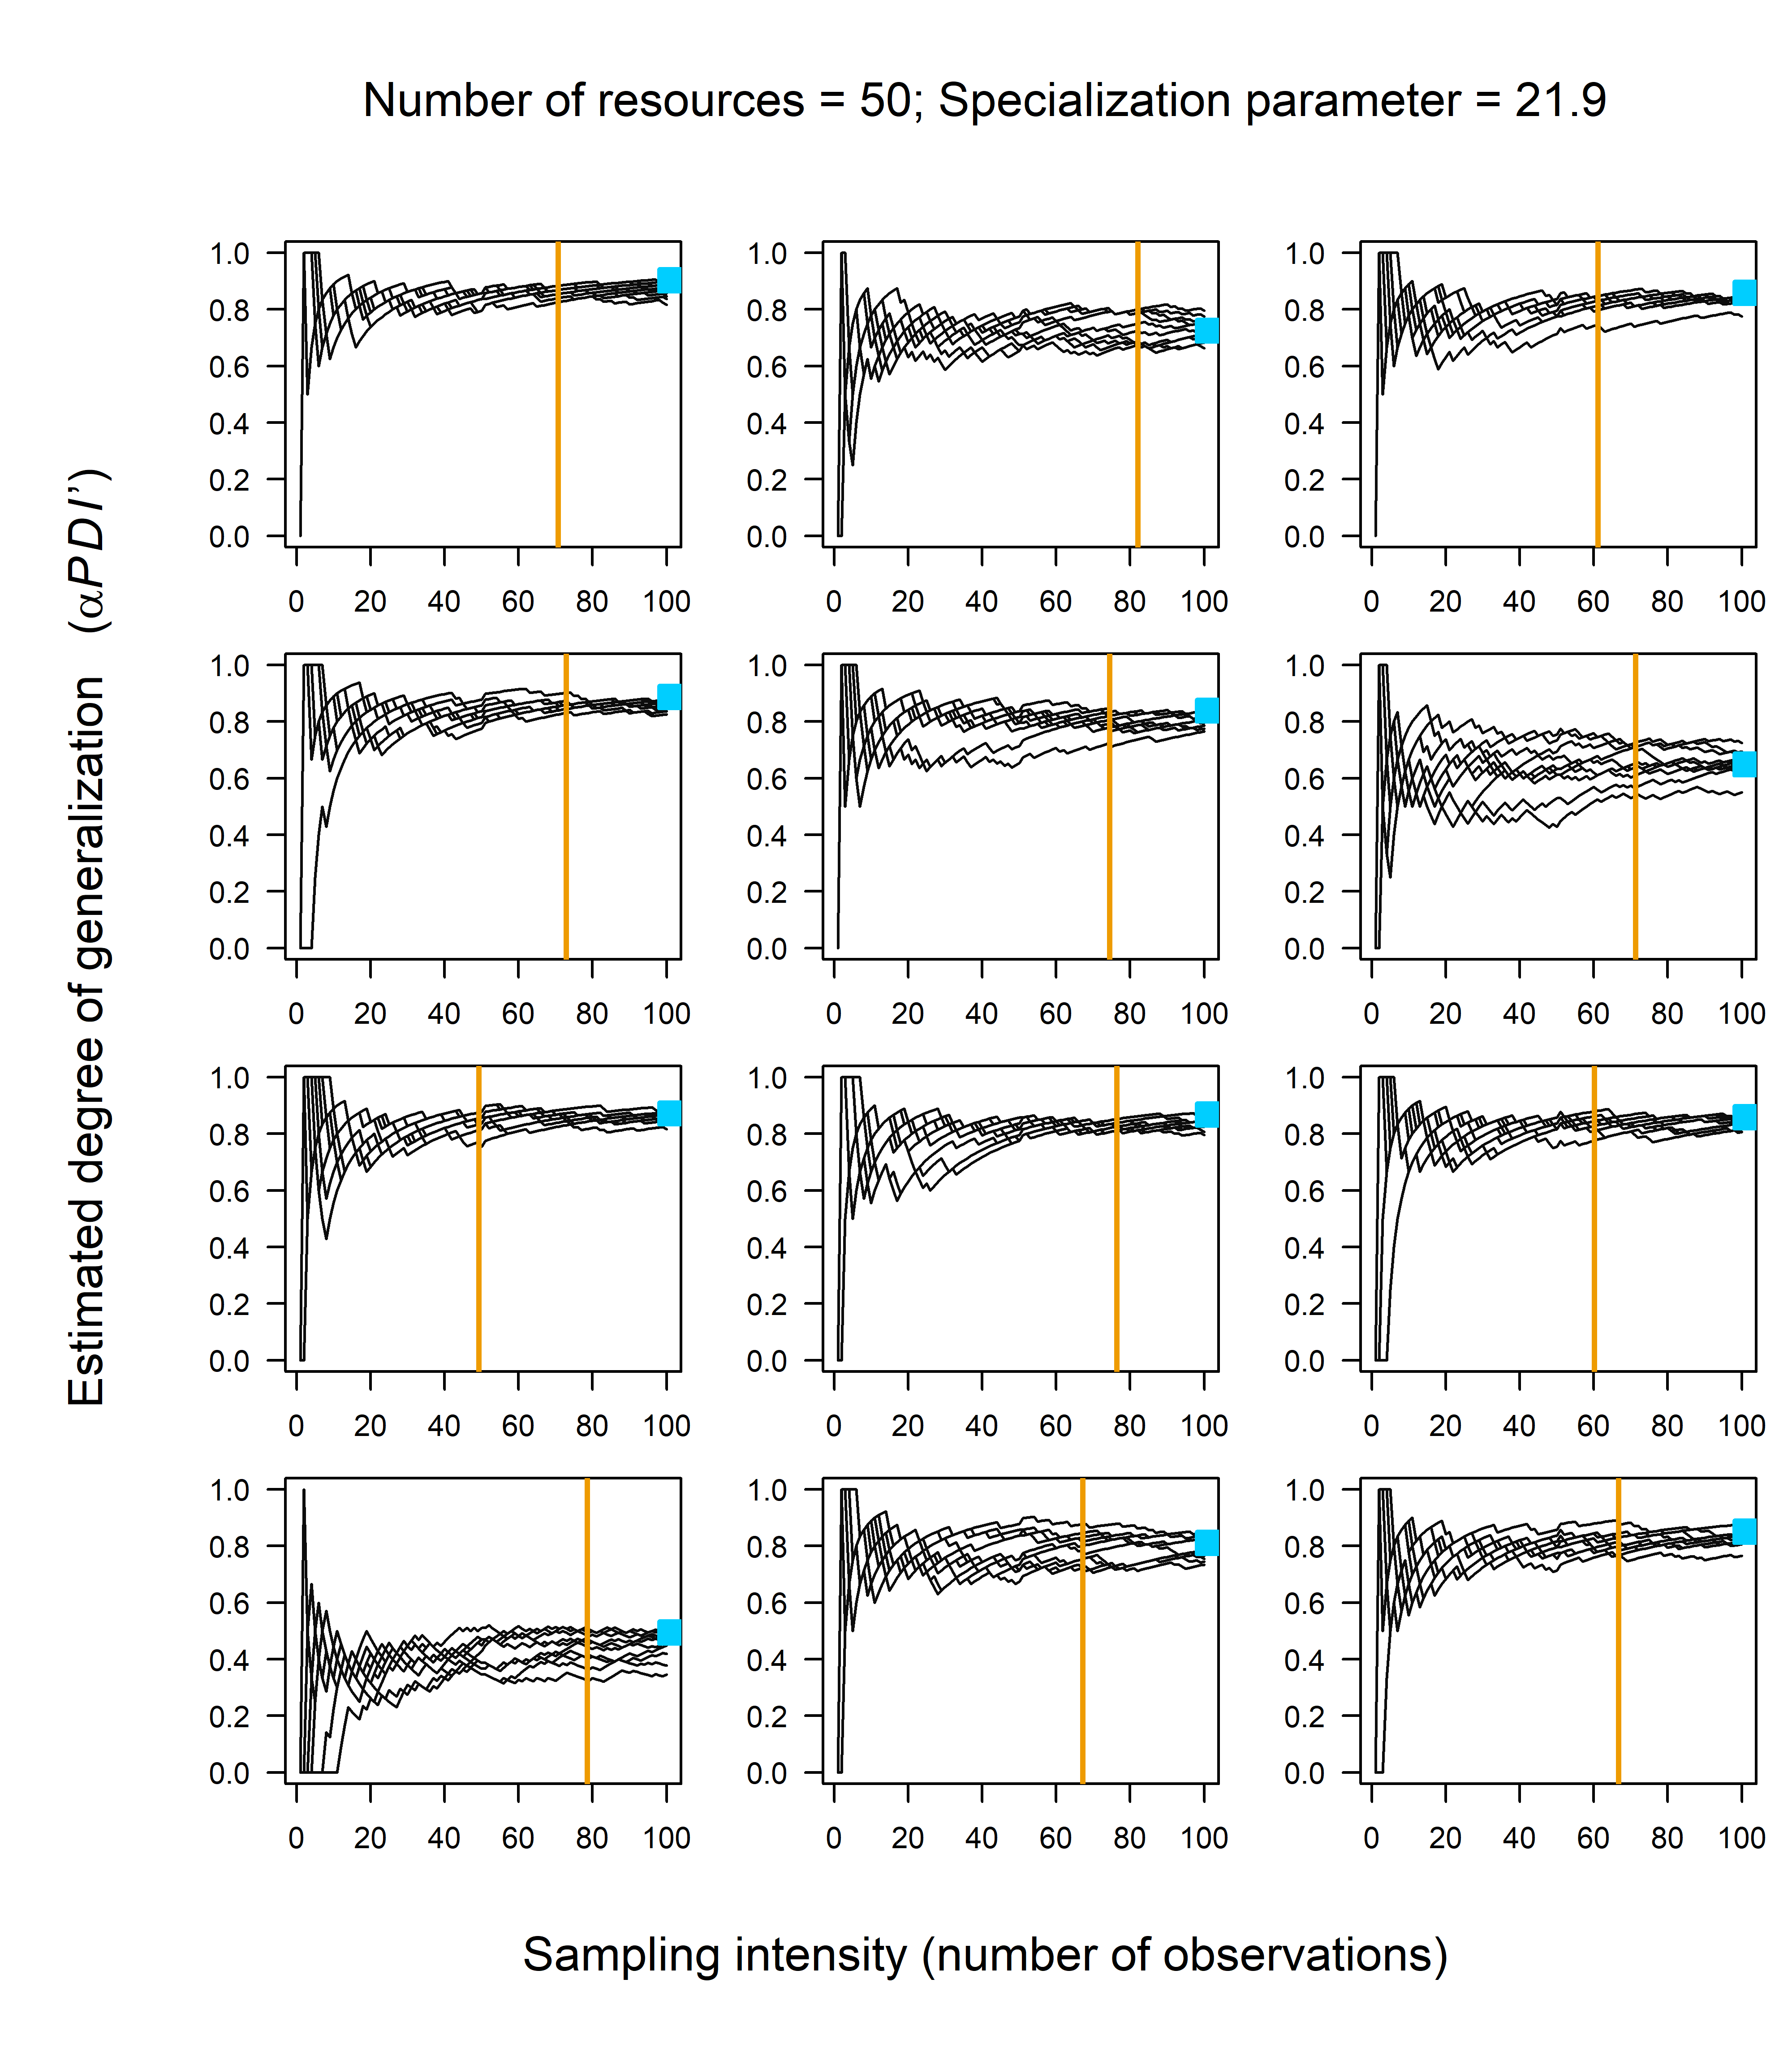 Number of resources = 50; Specialization parameter = 21.9
Estimated degree of generalization (αPDI’)
1.0 1.0 1.0
0.8 0.8 0.8
0.6 0.6 0.6
0.4 0.4 0.4
0.2 0.2 0.2
0.0 0.0 0.0
0 20 40 60 80 100 0 20 40 60 80 100 0 20 40 60 80 100
1.0 1.0 1.0
0.8 0.8 0.8
0.6 0.6 0.6
0.4 0.4 0.4
0.2 0.2 0.2
0.0 0.0 0.0
0 20 40 60 80 100 0 20 40 60 80 100 0 20 40 60 80 100
1.0 1.0 1.0
0.8 0.8 0.8
0.6 0.6 0.6
0.4 0.4 0.4
0.2 0.2 0.2
0.0 0.0 0.0
0 20 40 60 80 100 0 20 40 60 80 100 0 20 40 60 80 100
1.0 1.0 1.0
0.8 0.8 0.8
0.6 0.6 0.6
0.4 0.4 0.4
0.2 0.2 0.2
0.0 0.0 0.0
0 20 40 60 80 100 0 20 40 60 80 100 0 20 40 60 80 100
Sampling intensity (number of observations)